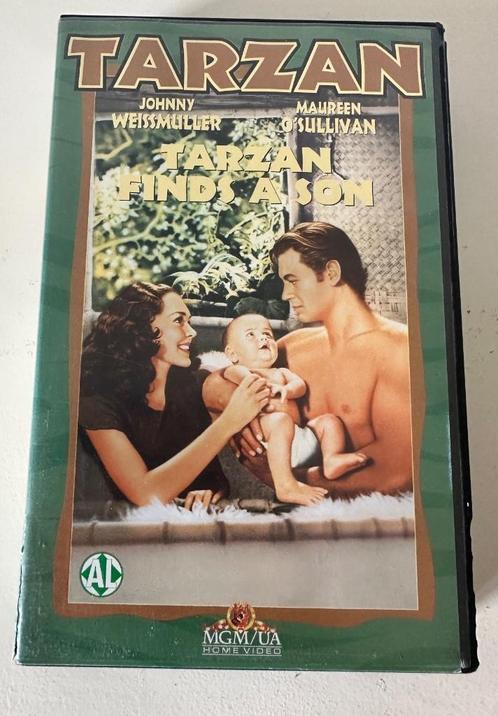 TARZAN
JOHNNY WEISSMULLER
MAUREEN O'SULLIVAN
TARZAN
FINDS A SON
AL
MGM/UA
HOME VIDEO